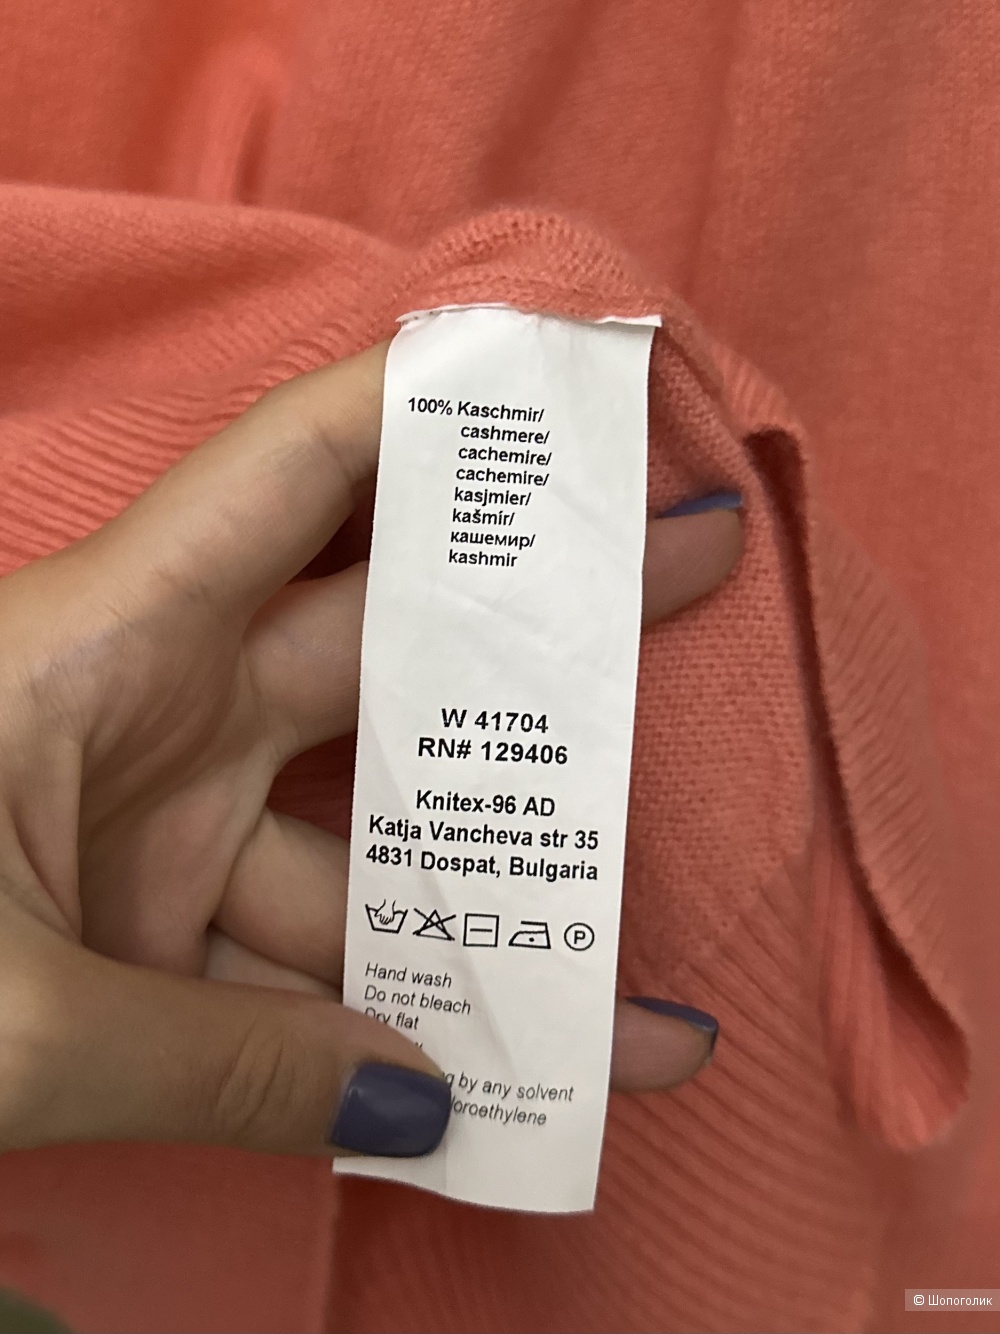 100% Kaschmir/
cashmere/
cachemire/
cachemire/
kasjmier/
kašmír/
кашемир/
kashmir
W 41704
RN# 129406
Knitex-96 AD
Katja Vancheva str 35
4831 Dospat, Bulgaria
P
Hand wash
Do not bleach
Dry flat
by any solvent
© Шопоголик